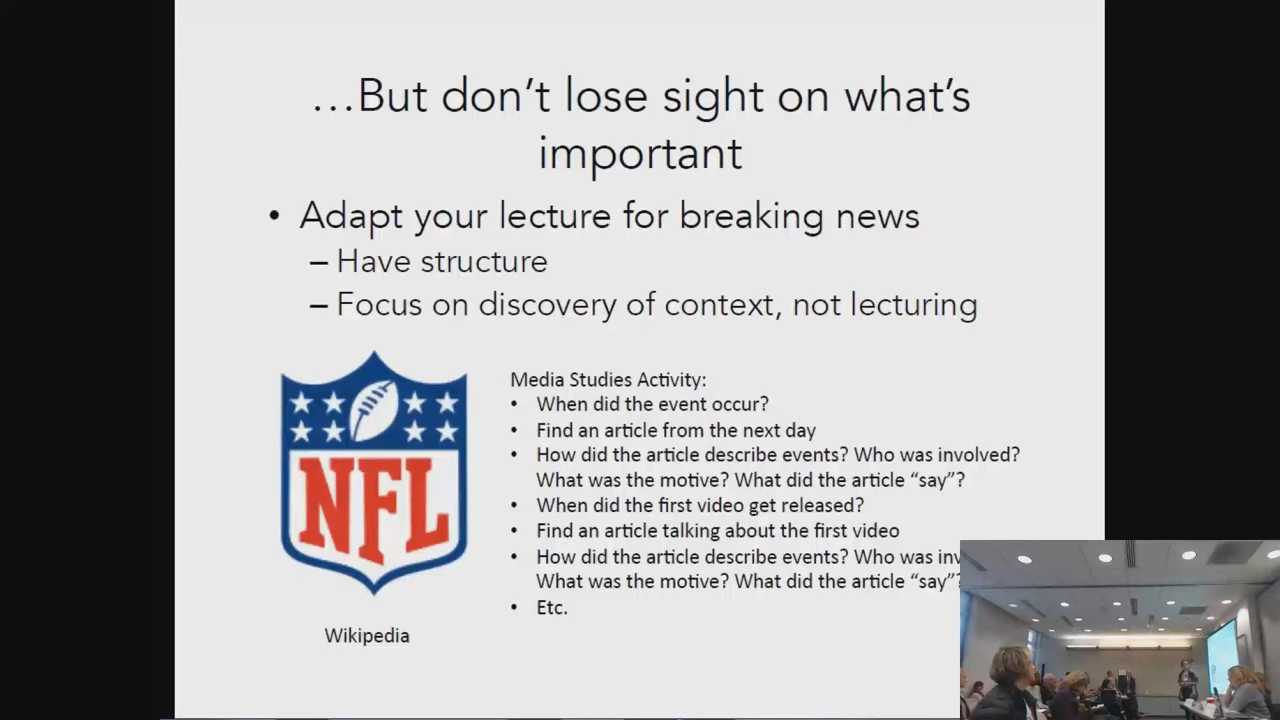 ...But don't lose sight on what's
important
• Adapt your lecture for breaking news
– Have structure
– Focus on discovery of context, not lecturing
NFL
Wikipedia
Media Studies Activity:
• When did the event occur?
• Find an article from the next day
• How did the article describe events? Who was involved?
What was the motive? What did the article “say”?
• When did the first video get released?
• Find an article talking about the first video
• How did the article describe events? Who was
What was the motive? What did the article “say”?
• Etc.